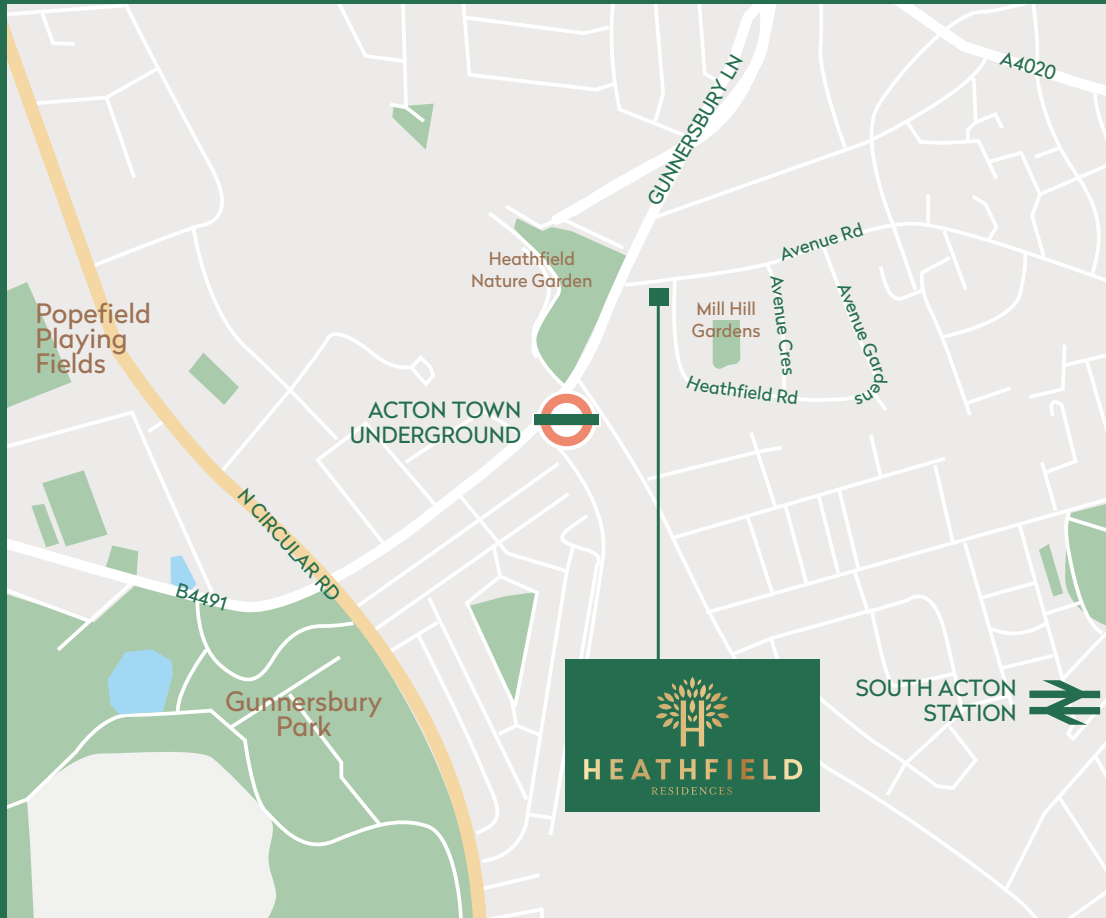 A4020
GUNNERSBURY LN
Avenue Rd
Heathfield
Nature Garden
Avenue Cres
Avenue Gardens
Popefield
Playing
Fields
Mill Hill
Gardens
Heathfield Rd
ACTON TOWN
UNDERGROUND
N CIRCULAR RD
B4491
Gunnersbury
Park
SOUTH ACTON
STATION
H
HEATHFIELD
RESIDENCES